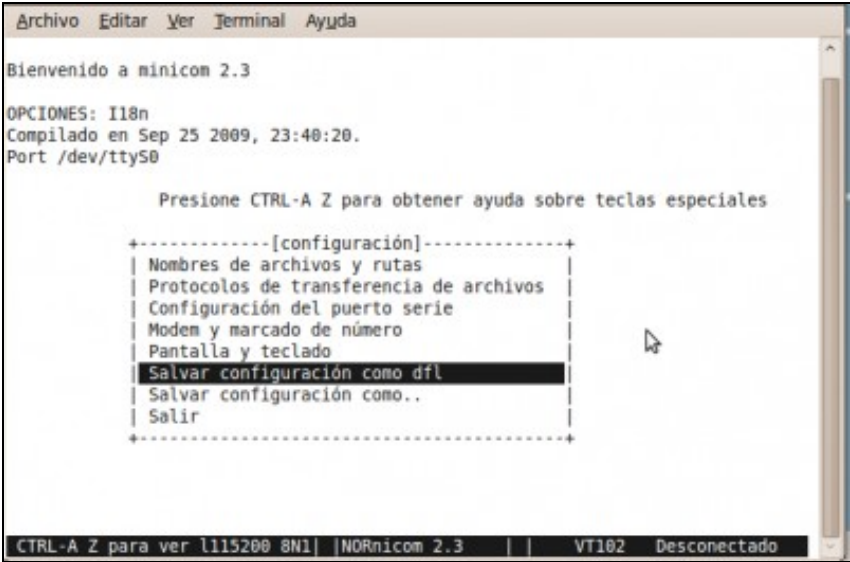 Archivo Editar Ver Terminal Ayuda
Bienvenido a minicom 2.3
OPCIONES: I18n
Compilado en Sep 25 2009, 23:40:20.
Port /dev/ttyS0
Presione CTRL-A Z para obtener ayuda sobre teclas especiales
+-------------[configuración]--------------+
| Nombres de archivos y rutas |
| Protocolos de transferencia de archivos |
| Configuración del puerto serie |
| Modem y marcado de número |
| Pantalla y teclado |
| Salvar configuración como dfl |
| Salvar configuración como.. |
| Salir |
+------------------------------------------+
CTRL-A Z para ver l115200 8N1| |NORnicom 2.3 | | VT102 Desconectado